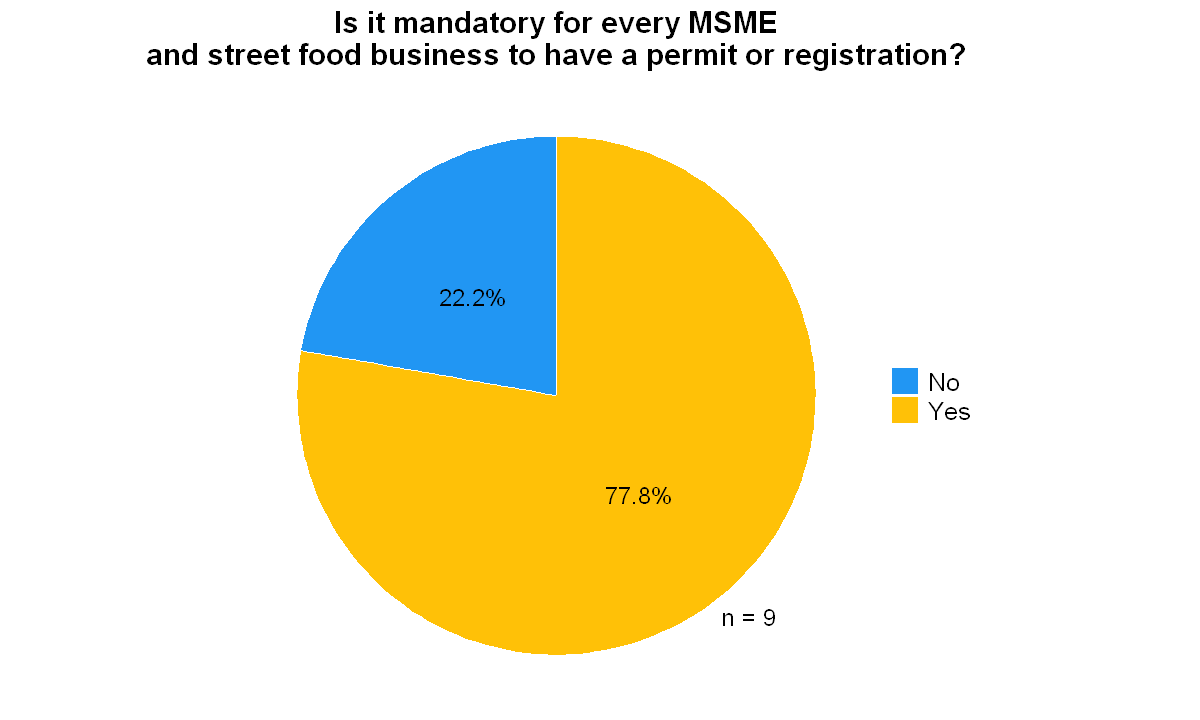 Is it mandatory for every MSME
and street food business to have a permit or registration?
22.2%
No
Yes
77.8%
n = 9